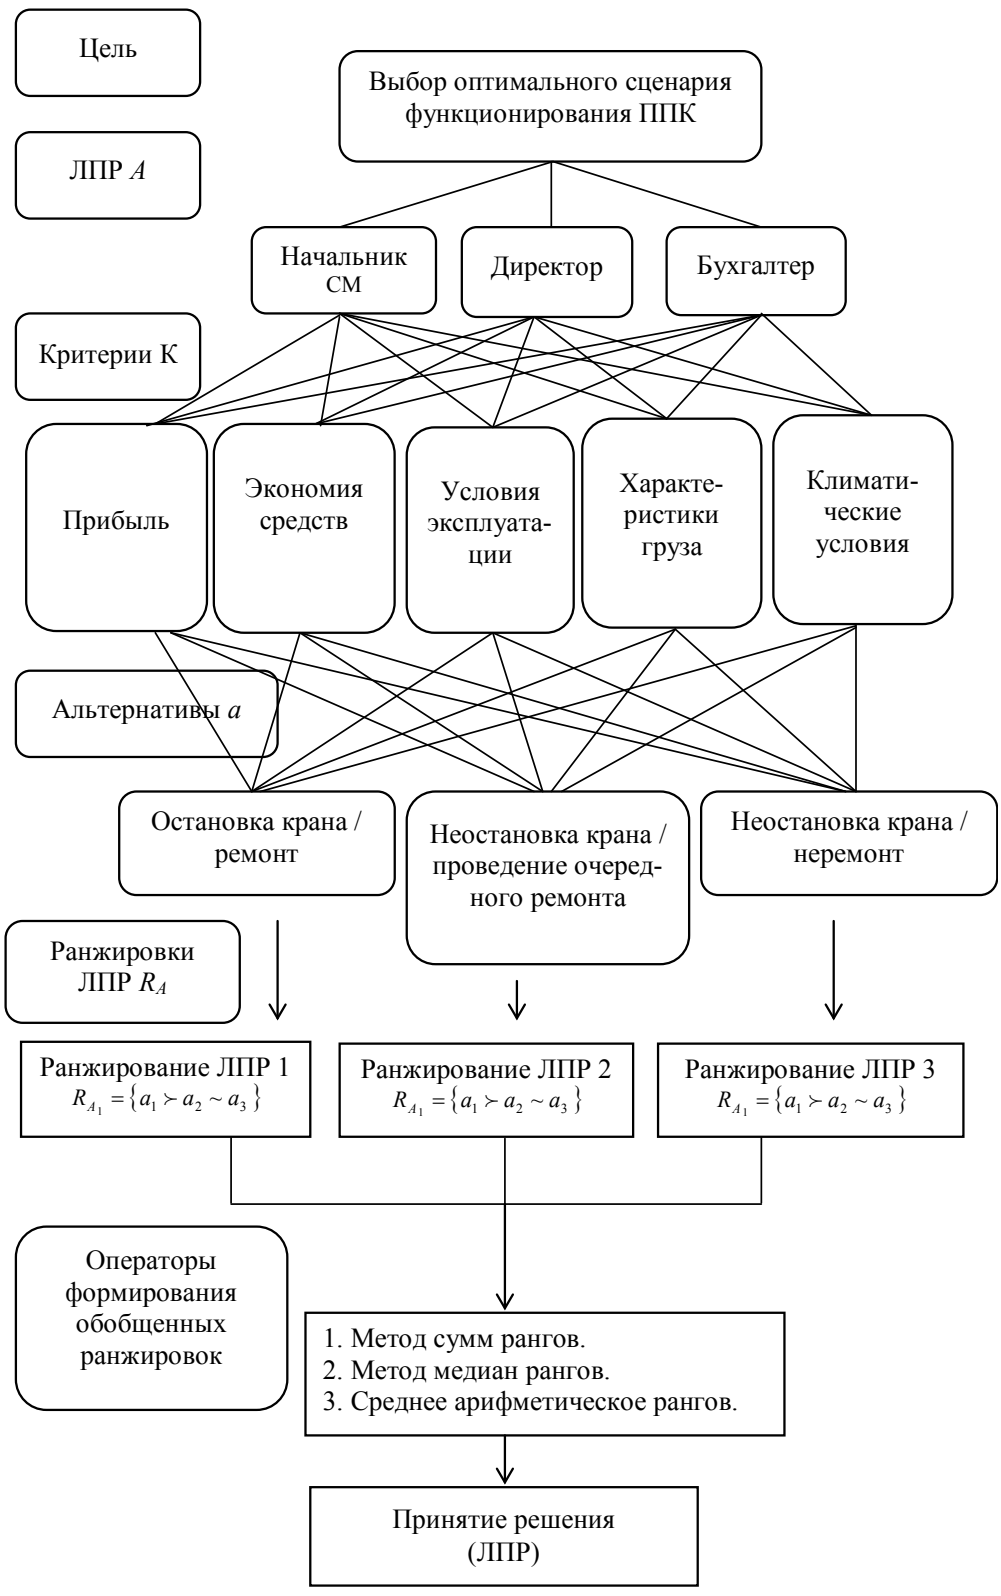 Цель
Выбор оптимального сценария
функционирования ППК
ЛПР A
Начальник
СМ
Директор
Бухгалтер
Критерии К
Прибыль
Экономия
средств
Условия
эксплуата-
ции
Характе-
ристики
груза
Климати-
ческие
условия
Альтернативы a
Остановка крана /
ремонт
Неостановка крана /
проведение очеред-
ного ремонта
Неостановка крана /
неремонт
Ранжировки
ЛПР R_A
Ранжирование ЛПР 1
R_{A_1} = {a_1 ≻ a_2 ~ a_3}
Ранжирование ЛПР 2
R_{A_1} = {a_1 ≻ a_2 ~ a_3}
Ранжирование ЛПР 3
R_{A_1} = {a_1 ≻ a_2 ~ a_3}
Операторы
формирования
обобщенных
ранжировок
1. Метод сумм рангов.
2. Метод медиан рангов.
3. Среднее арифметическое рангов.
Принятие решения
(ЛПР)